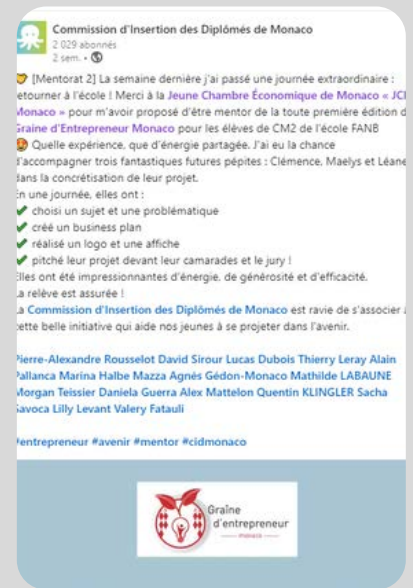 Commission d'Insertion des Diplômés de Monaco
2 029 abonnés
2 sem. •
[Mentorat 2] La semaine dernière j'ai passé une journée extraordinaire :
retourner à l'école ! Merci à la Jeune Chambre Économique de Monaco « JCI
Monaco » pour m'avoir proposé d'être mentor de la toute première édition d
Graine d'Entrepreneur Monaco pour les élèves de CM2 de l'école FANB
Quelle expérience, que d'énergie partagée. J'ai eu la chance
d'accompagner trois fantastiques futures pépites : Clémence, Maelys et Léane
dans la concrétisation de leur projet.
En une journée, elles ont :
✔ choisi un sujet et une problématique
✔ créé un business plan
✔ réalisé un logo et une affiche
✔ pitché leur projet devant leur camarades et le jury !
Elles ont été impressionnantes d'énergie, de générosité et d'efficacité.
La relève est assurée !
La Commission d'Insertion des Diplômés de Monaco est ravie de s'associer à
cette belle initiative qui aide nos jeunes à se projeter dans l'avenir.
Pierre-Alexandre Rousselot David Sirour Lucas Dubois Thierry Leray Alain
Pallanca Marina Halbe Mazza Agnés Gédon-Monaco Mathilde LABAUNE
Morgan Teissier Daniela Guerra Alex Mattelon Quentin KLINGLER Sacha
Savoca Lilly Levant Valery Fatauli
#entrepreneur #avenir #mentor #cidmonaco
Graîne
d'entrepreneur
monaco